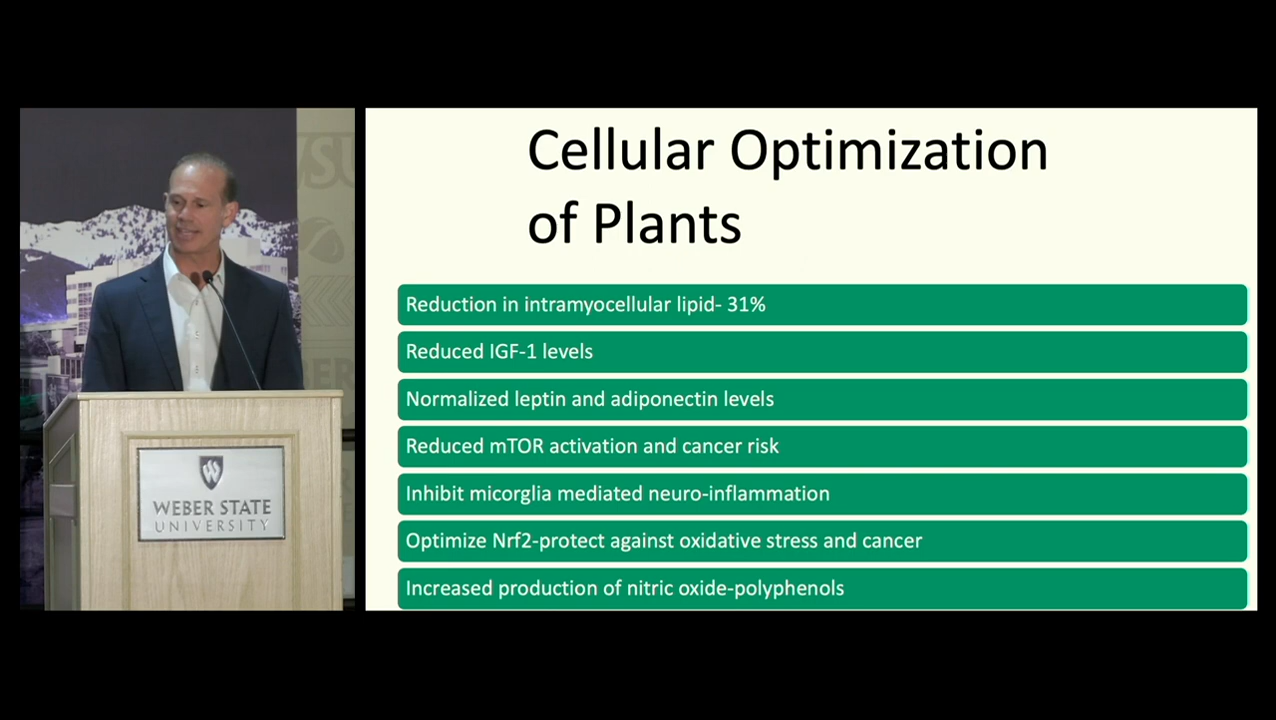 Cellular Optimization
of Plants
Reduction in intramyocellular lipid- 31%
Reduced IGF-1 levels
Normalized leptin and adiponectin levels
Reduced mTOR activation and cancer risk
Inhibit micorglia mediated neuro-inflammation
Optimize Nrf2-protect against oxidative stress and cancer
Increased production of nitric oxide-polyphenols
WSU
W
WEBER STATE
UNIVERSITY